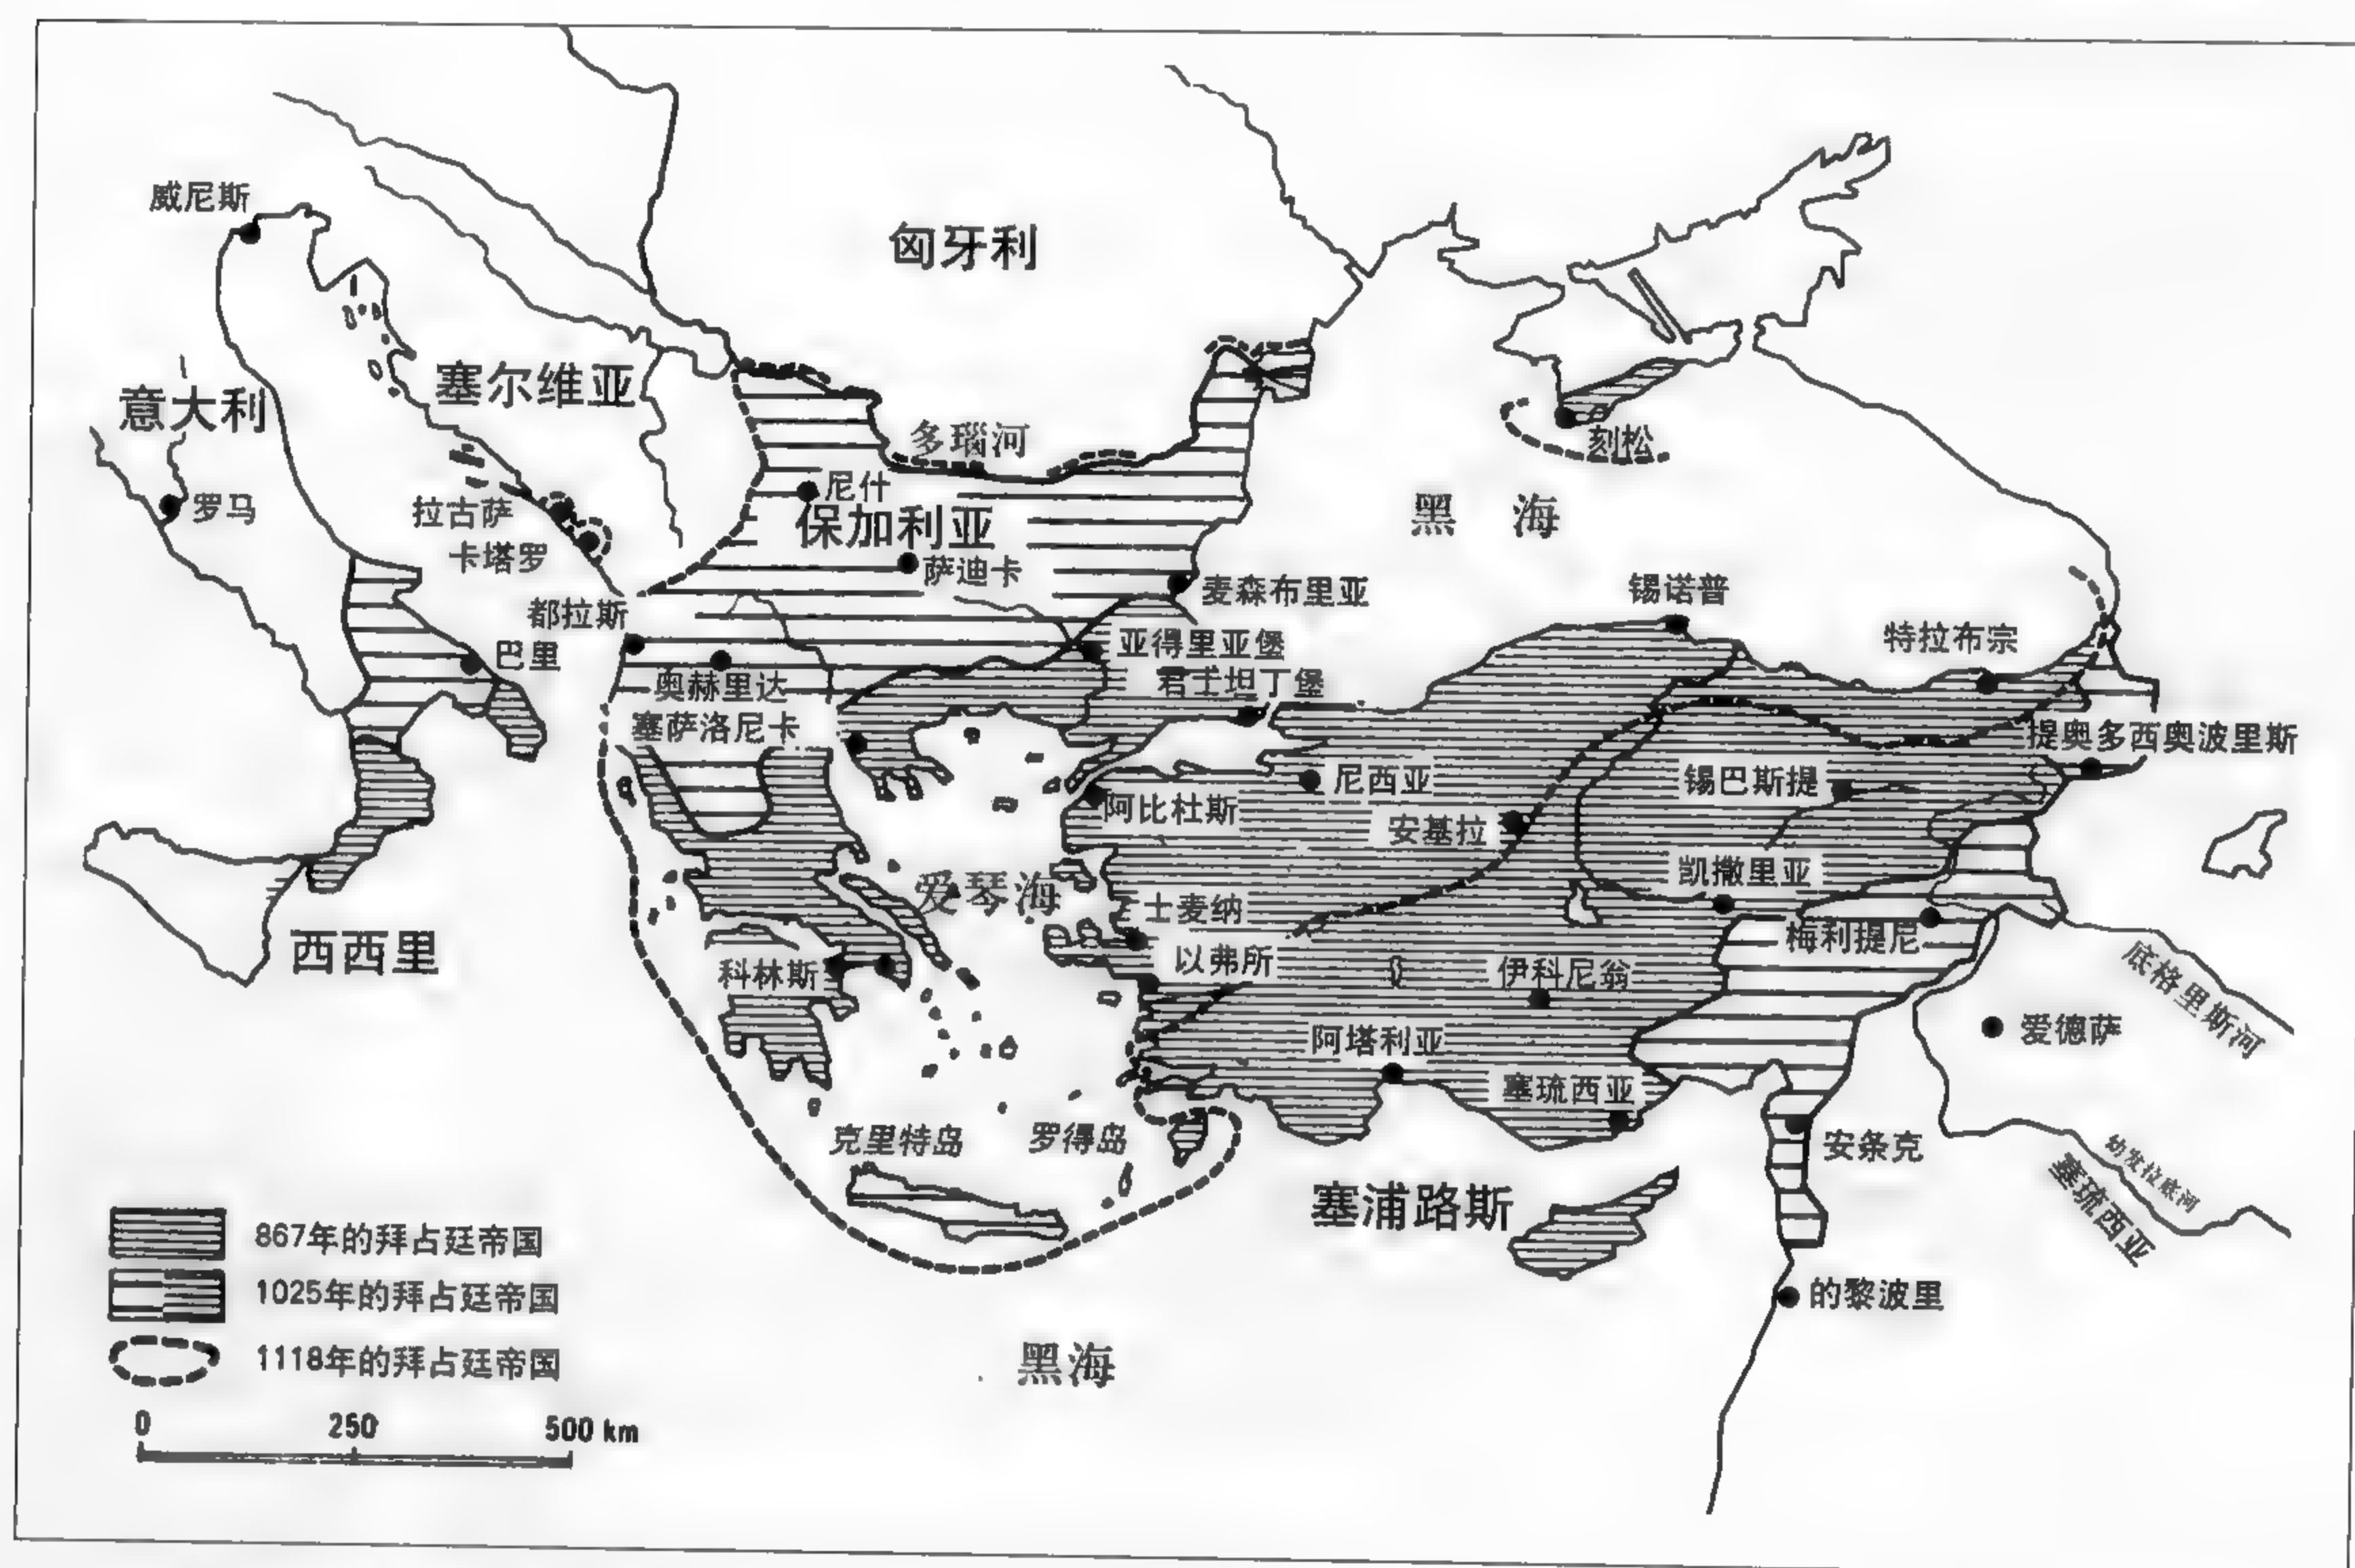 威尼斯
匈牙利
意大利
塞尔维亚
多瑙河
刻松
罗马
拉古萨
尼什
保加利亚
黑 海
卡塔罗
萨迪卡
麦森布里亚
锡诺普
都拉斯
巴里
亚得里亚堡
特拉布宗
奥赫里达
君士坦丁堡
塞萨洛尼卡
提奥多西奥波里斯
尼西亚
锡巴斯提
阿比杜斯
安基拉
凯撒里亚
爱琴海
士麦纳
梅利提尼
西西里
科林斯
以弗所
伊科尼翁
底格里斯河
爱德萨
阿塔利亚
塞琉西亚
克里特岛
罗得岛
安条克
幼发拉底河
塞琉西亚
塞浦路斯
867年的拜占廷帝国
1025年的拜占廷帝国
的黎波里
1118年的拜占廷帝国
黑海
0 250 500 km